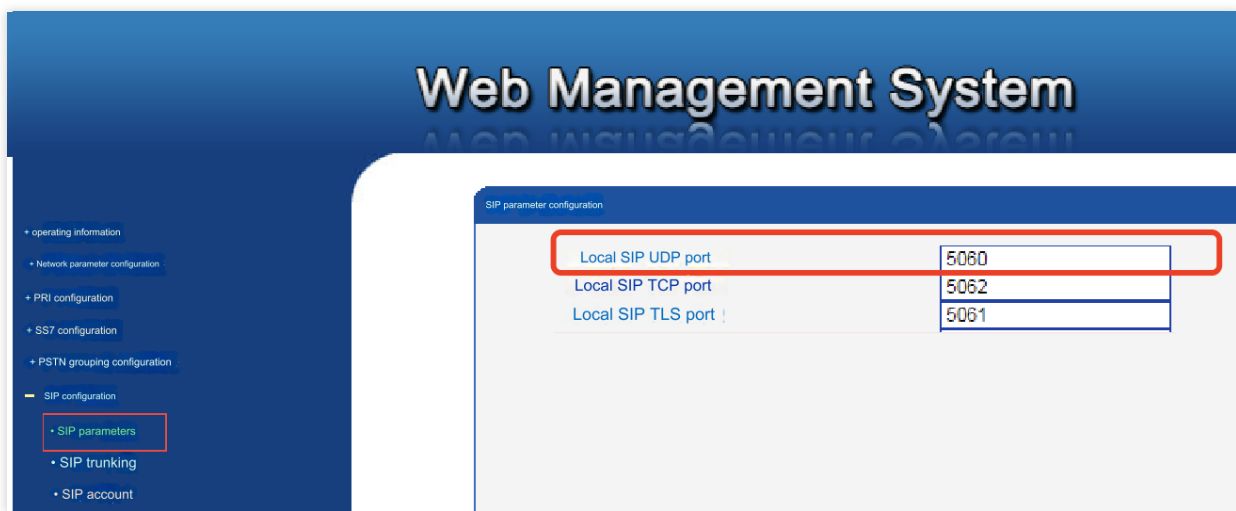 Web Management System
SIP parameter configuration
+ operating information
+ Network parameter configuration
+ PRI configuration
+ SS7 configuration
+ PSTN grouping configuration
− SIP configuration
• SIP parameters
• SIP trunking
• SIP account
Local SIP UDP port 5060
Local SIP TCP port 5062
Local SIP TLS port 5061